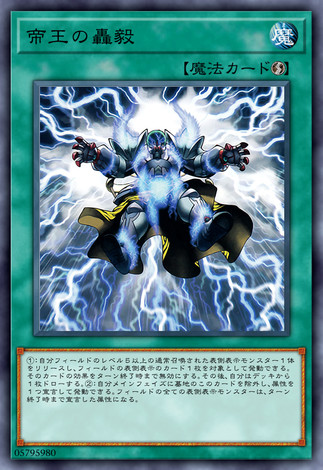 帝王の轟毅
魔
【魔法カード】
①:自分フィールドのレベル5以上の通常召喚された表側表示モンスター1体
をリリースし、フィールドの表側表示のカード1枚を対象として発動できる。
そのカードの効果をターン終了時まで無効にする。その後、自分はデッキから
1枚ドローする。②:自分メインフェイズに墓地のこのカードを除外し、属性を
1つ宣言して発動できる。フィールドの全ての表側表示モンスターは、ターン
終了時まで宣言した属性になる。
05795980